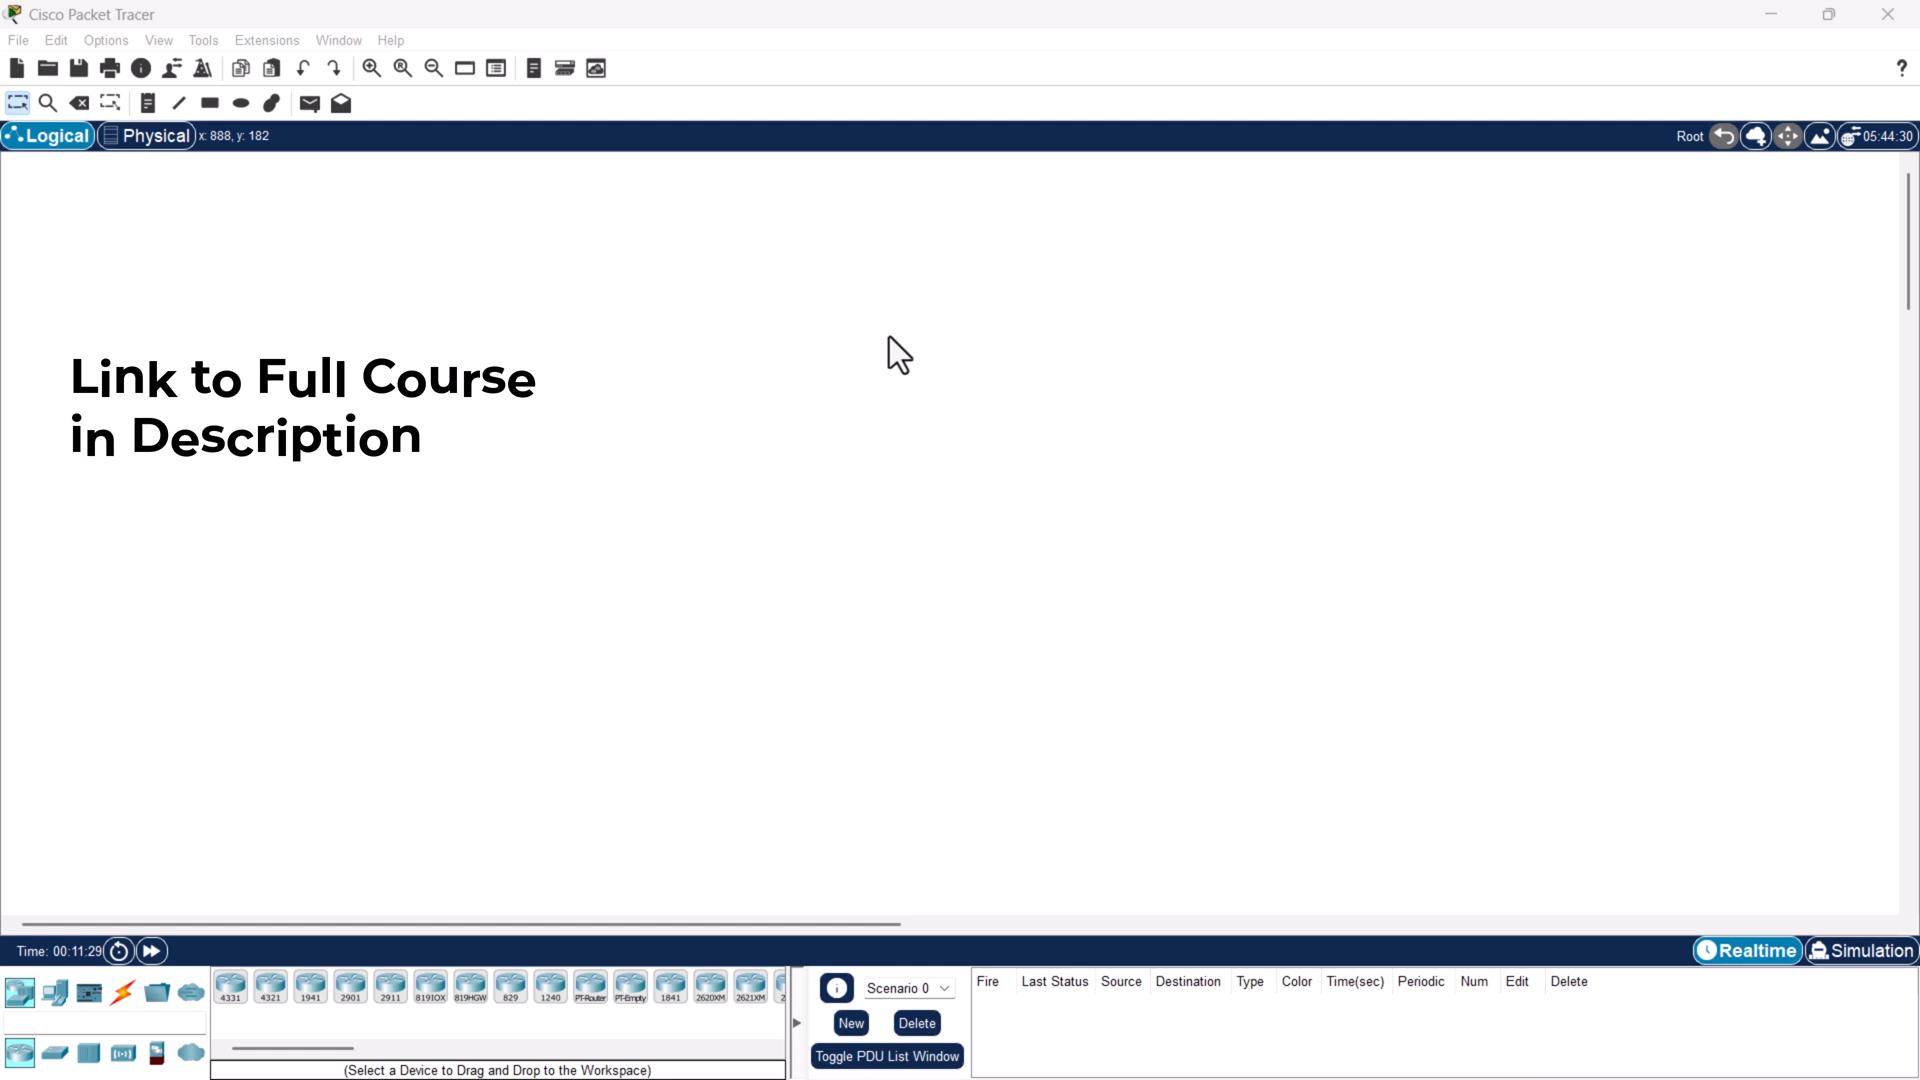 Cisco Packet Tracer
File Edit Options View Tools Extensions Window Help
?
Logical Physical x: 888, y: 182 Root 05:44:30
Link to Full Course
in Description
Time: 00:11:29 Realtime Simulation
4331 4321 1941 2901 2911 819IOX 819HGW 829 1240 PT-Router PT-Empty 1841 2620XM 2621XM 2
(Select a Device to Drag and Drop to the Workspace)
Scenario 0
New Delete
Toggle PDU List Window
Fire Last Status Source Destination Type Color Time(sec) Periodic Num Edit Delete